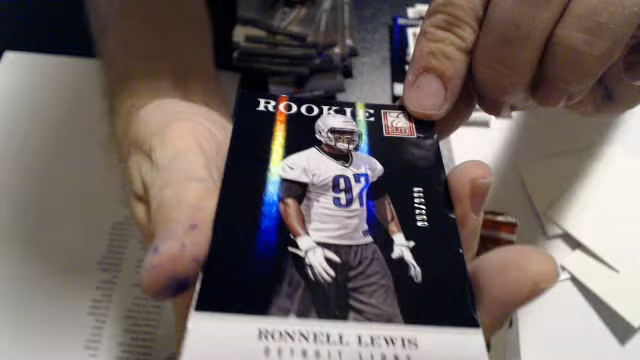 ROOKIE
ELITE
97
RONNELL LEWIS
DETROIT LIONS